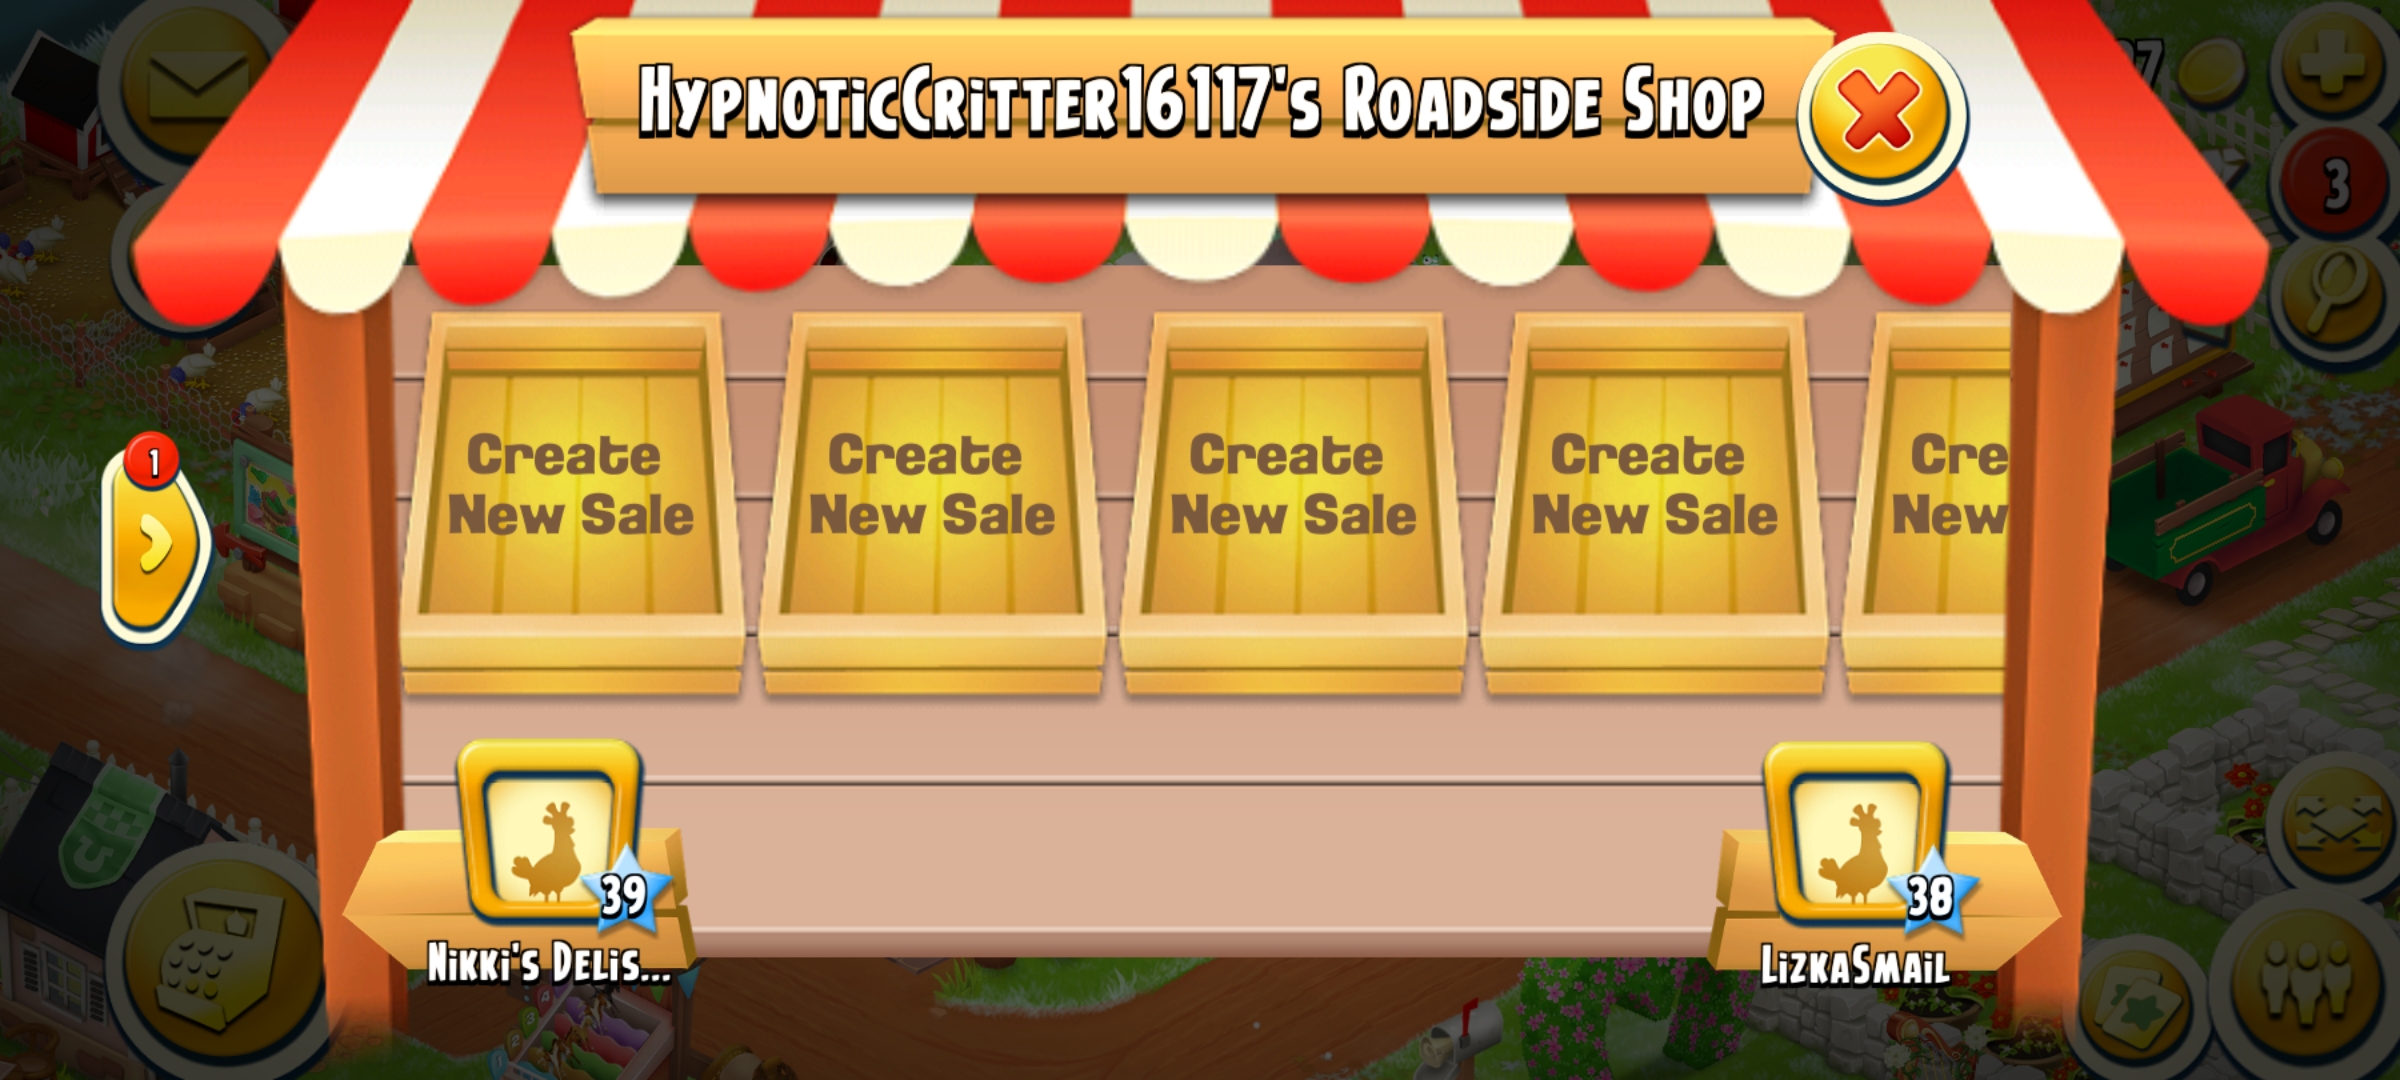 HypnoticCritter16117's Roadside Shop
7
3
1
Create
New Sale
Create
New Sale
Create
New Sale
Create
New Sale
Cre
New
39
Nikki's Delis...
38
LizkaSmail